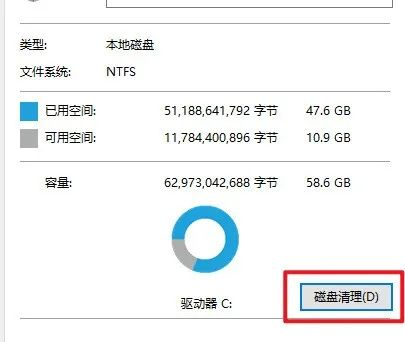 类型: 本地磁盘
文件系统: NTFS
已用空间: 51,188,641,792 字节 47.6 GB
可用空间: 11,784,400,896 字节 10.9 GB
容量: 62,973,042,688 字节 58.6 GB
驱动器 C:
磁盘清理(D)